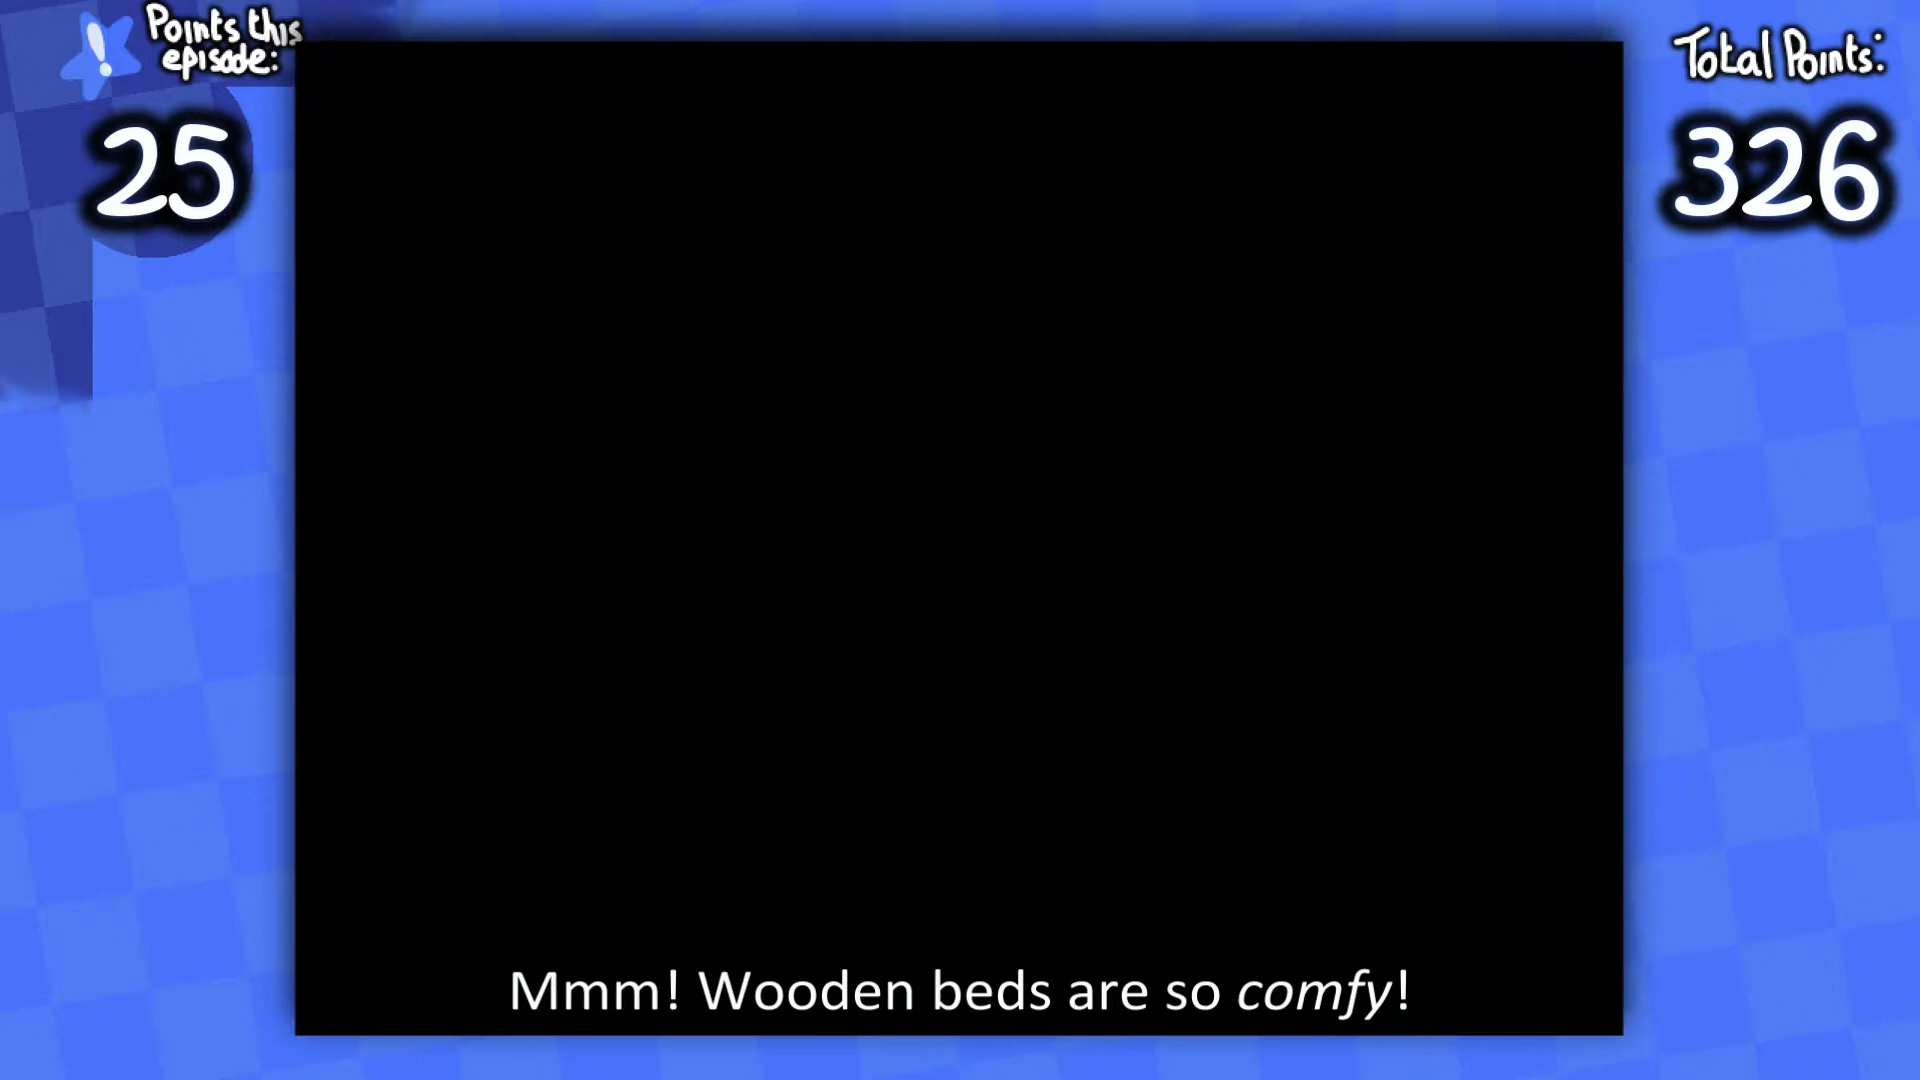 Points this
episode:
25
Total Points:
326
Mmm! Wooden beds are so comfy!